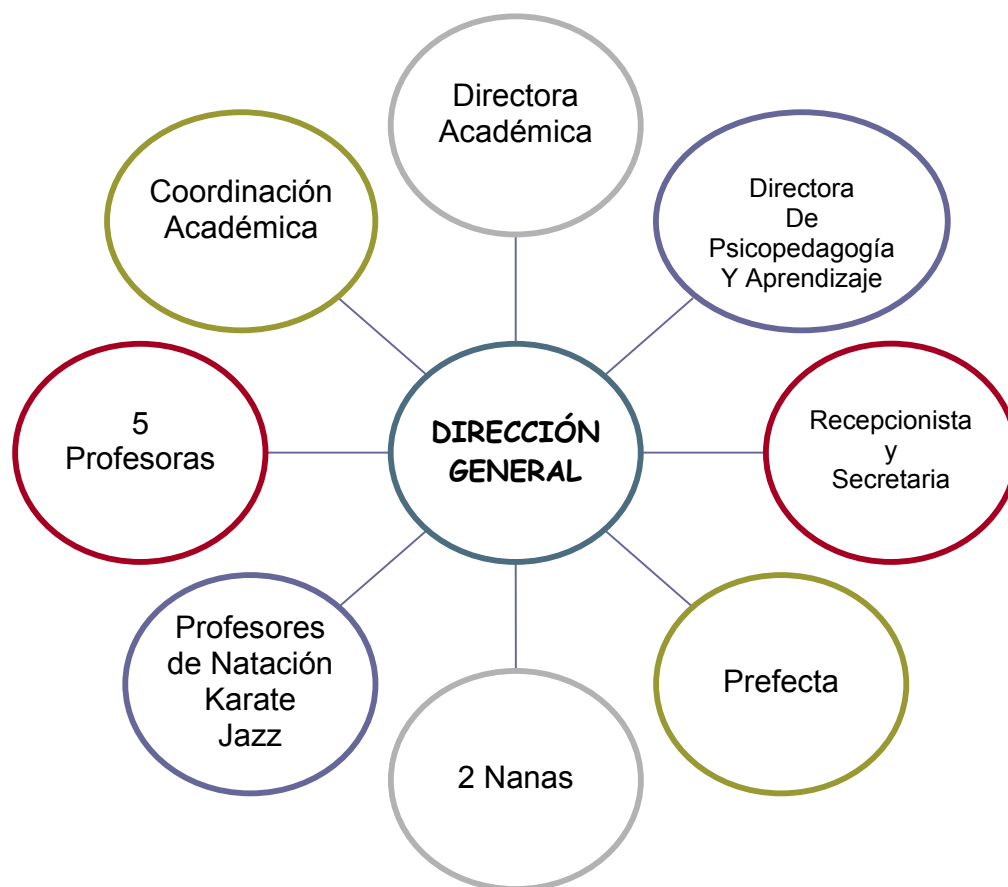 Directora
Académica
Coordinación
Académica
Directora
De
Psicopedagogía
Y Aprendizaje
5
Profesoras
DIRECCIÓN
GENERAL
Recepcionista
y
Secretaria
Profesores
de Natación
Karate
Jazz
Prefecta
2 Nanas